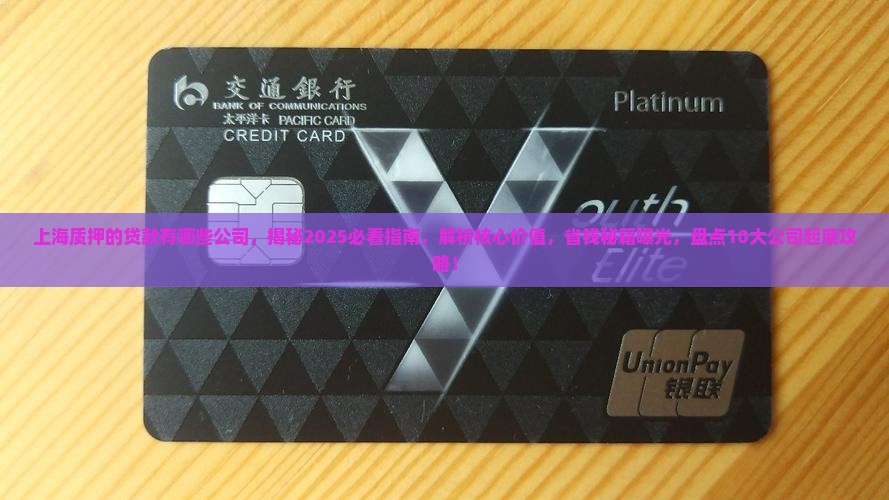 交通銀行
BANK OF COMMUNICATIONS
太平洋卡 PACIFIC CARD
CREDIT CARD
Platinum
outh
上海质押的贷款有哪些公司，揭秘2025必看指南，解析核心价值，省钱秘籍曝光，盘点10大公司起底攻
略！
Elite
UnionPay
银联